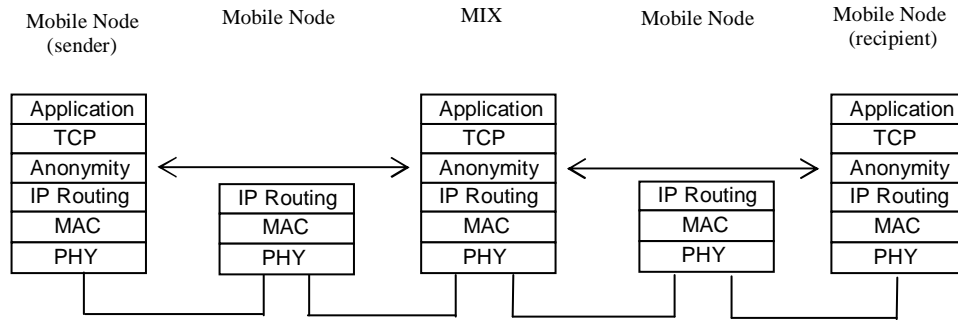 Mobile Node
(sender)
Mobile Node
MIX
Mobile Node
Mobile Node
(recipient)
Application
TCP
Anonymity
IP Routing
MAC
PHY
IP Routing
MAC
PHY
Application
TCP
Anonymity
IP Routing
MAC
PHY
IP Routing
MAC
PHY
Application
TCP
Anonymity
IP Routing
MAC
PHY